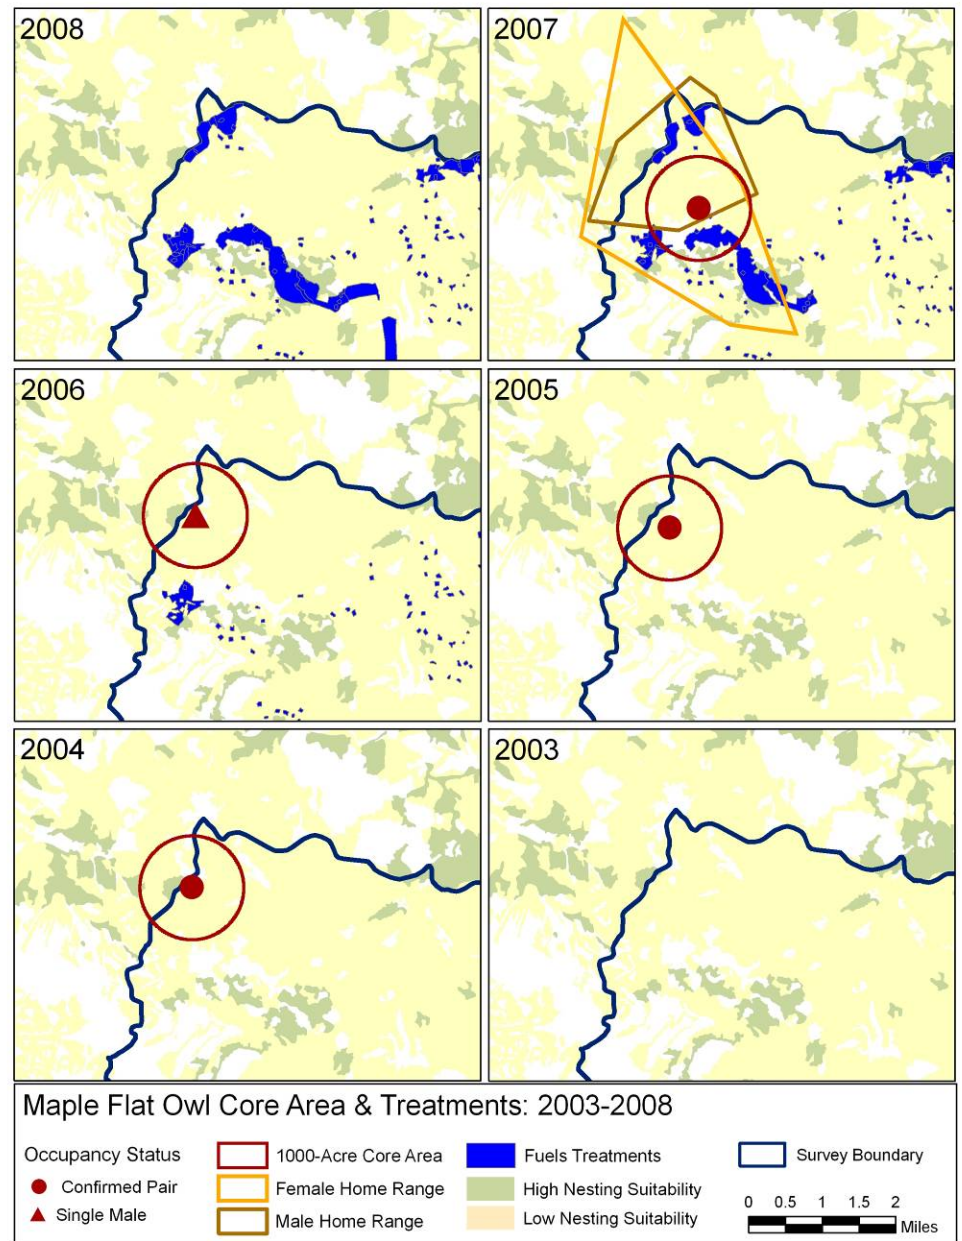 2008
2007
2006
2005
2004
2003
Maple Flat Owl Core Area & Treatments: 2003-2008
Occupancy Status
Confirmed Pair
Single Male
1000-Acre Core Area
Female Home Range
Male Home Range
Fuels Treatments
High Nesting Suitability
Low Nesting Suitability
Survey Boundary
0 0.5 1 1.5 2
Miles